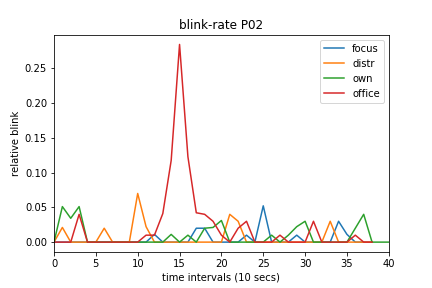 blink-rate P02
relative blink
0.25
0.20
0.15
0.10
0.05
0.00
focus
distr
own
office
0 5 10 15 20 25 30 35 40
time intervals (10 secs)